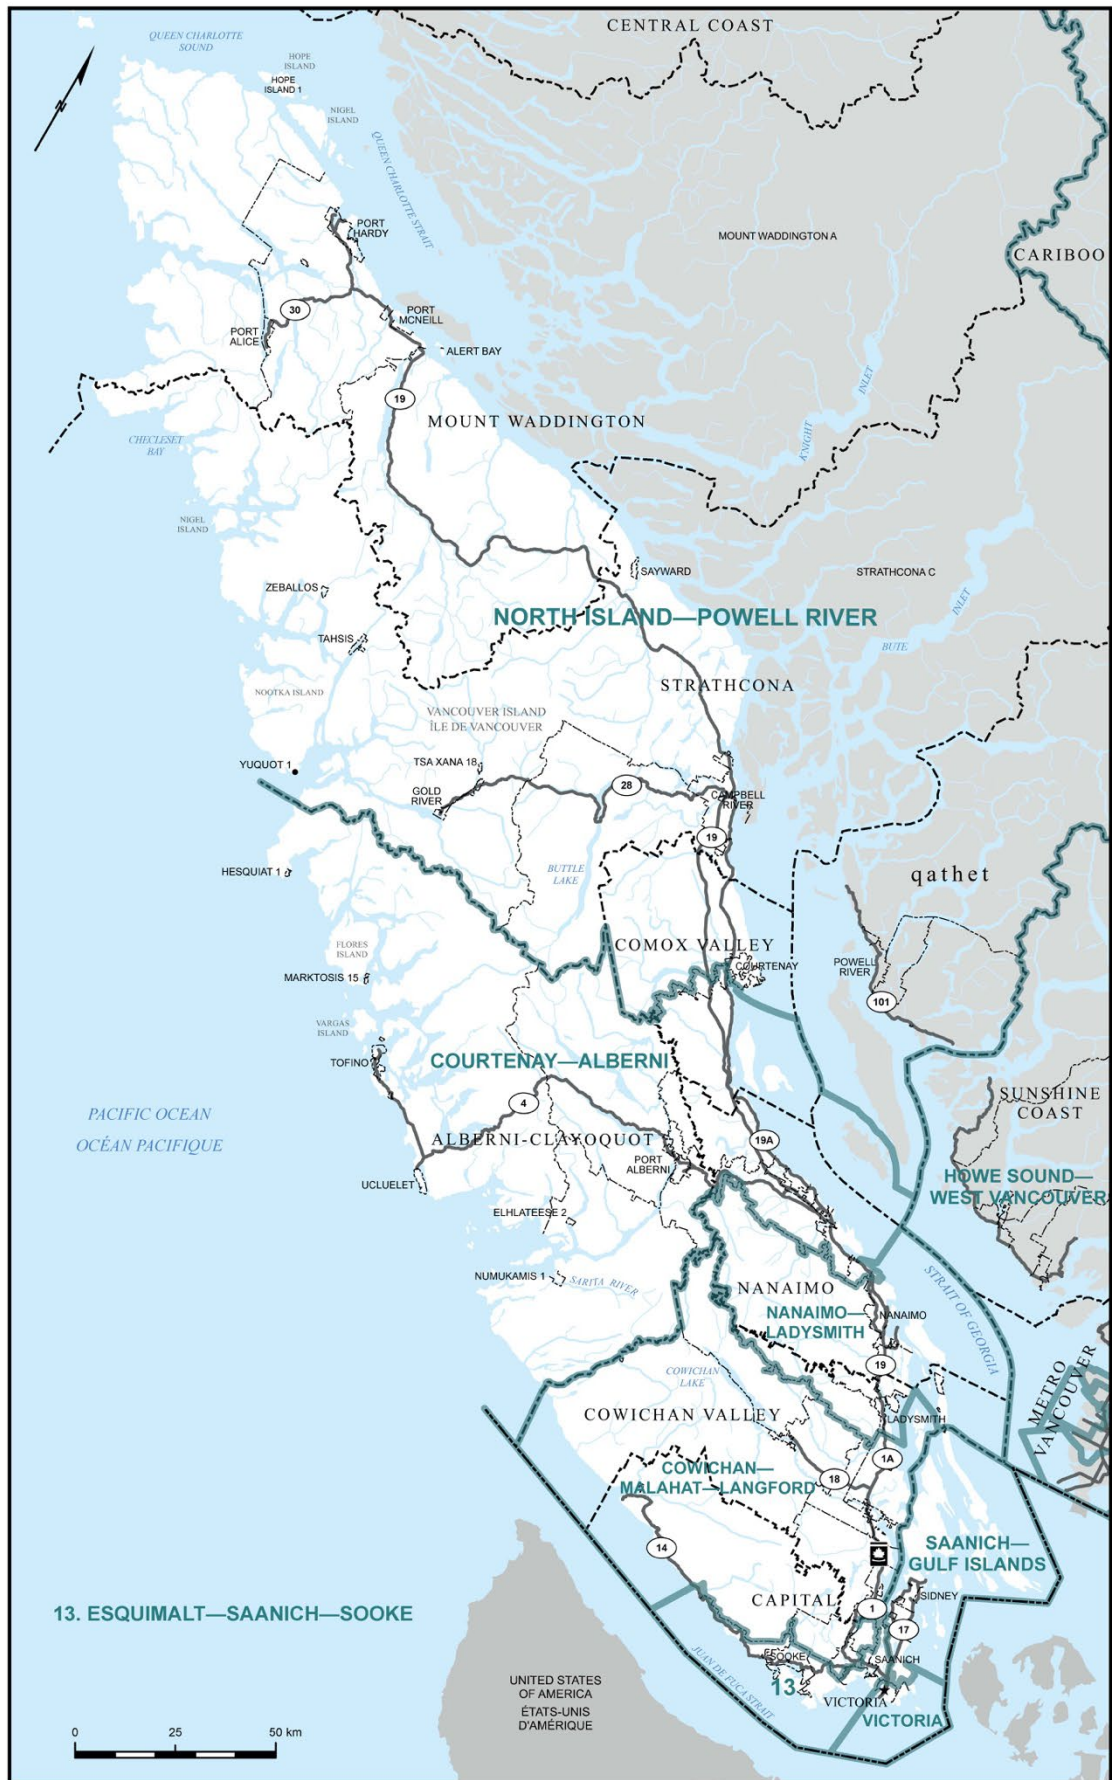 CENTRAL COAST
QUEEN CHARLOTTE
SOUND
HOPE
ISLAND
HOPE
ISLAND 1
N
NIGEL
ISLAND
QUEEN CHARLOTTE STRAIT
PORT
HARDY
MOUNT WADDINGTON A
CARIBOO
30
PORT
MCNEILL
PORT
ALICE
ALERT BAY
19
MOUNT WADDINGTON
KNIGHT
INLET
CHECLESET
BAY
NIGEL
ISLAND
SAYWARD
STRATHCONA C
ZEBALLOS
BUTE
INLET
NORTH ISLAND—POWELL RIVER
TAHSIS
STRATHCONA
NOOTKA ISLAND
VANCOUVER ISLAND
ÎLE DE VANCOUVER
YUQUOT 1
TSA XANA 18
GOLD
RIVER
28
CAMPBELL
RIVER
19
HESQUIAT 1
BUTTLE
LAKE
qathet
COMOX VALLEY
FLORES
ISLAND
COURTENAY
POWELL
RIVER
MARKTOSIS 15
101
VARGAS
ISLAND
TOFINO
COURTENAY—ALBERNI
SUNSHINE
COAST
4
PACIFIC OCEAN
OCÉAN PACIFIQUE
ALBERNI-CLAYOQUOT
19A
PORT
ALBERNI
UCLUELET
HOWE SOUND—
WEST VANCOUVER
ELHLATEESE 2
NUMUKAMIS 1
SARITA RIVER
STRAIT OF GEORGIA
NANAIMO
NANAIMO—
LADYSMITH
NANAIMO
19
COWICHAN
LAKE
METRO
VANCOUVER
COWICHAN VALLEY
LADYSMITH
1A
COWICHAN—
MALAHAT—LANGFORD
18
14
SAANICH—
GULF ISLANDS
CAPITAL
SIDNEY
1
17
13. ESQUIMALT—SAANICH—SOOKE
JUAN DE FUCA STRAIT
SOOKE
SAANICH
13
VICTORIA
VICTORIA
UNITED STATES
OF AMERICA
ÉTATS-UNIS
D'AMÉRIQUE
0 25 50 km